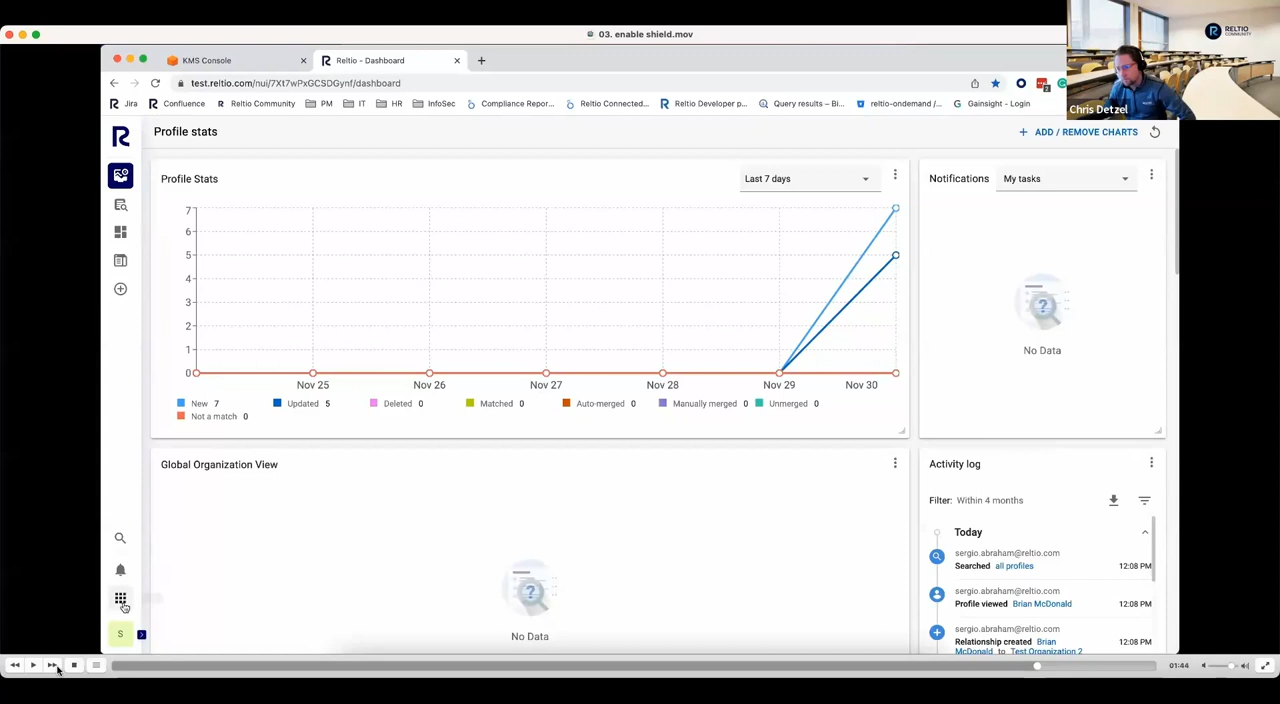 03. enable shield.mov
RELTIO
COMMUNITY
Chris Detzel
KMS Console
Reltio - Dashboard
test.reltio.com/nui/7Xt7wPxGCSDGynf/dashboard
Jira
Confluence
Reltio Community
PM
IT
HR
InfoSec
Compliance Repor...
Reltio Connected...
Reltio Developer p...
Query results – Bi...
reltio-ondemand /...
Gainsight - Login
Profile stats
+ ADD / REMOVE CHARTS
Profile Stats
Last 7 days
7
6
5
4
3
2
1
0
Nov 25
Nov 26
Nov 27
Nov 28
Nov 29
Nov 30
New 7
Updated 5
Deleted 0
Matched 0
Auto-merged 0
Manually merged 0
Unmerged 0
Not a match 0
Notifications
My tasks
No Data
Global Organization View
No Data
Activity log
Filter: Within 4 months
Today
sergio.abraham@reltio.com
Searched all profiles 12:08 PM
sergio.abraham@reltio.com
Profile viewed Brian McDonald 12:08 PM
sergio.abraham@reltio.com
Relationship created Brian 12:08 PM
McDonald to Test Organization 2
S
01:44